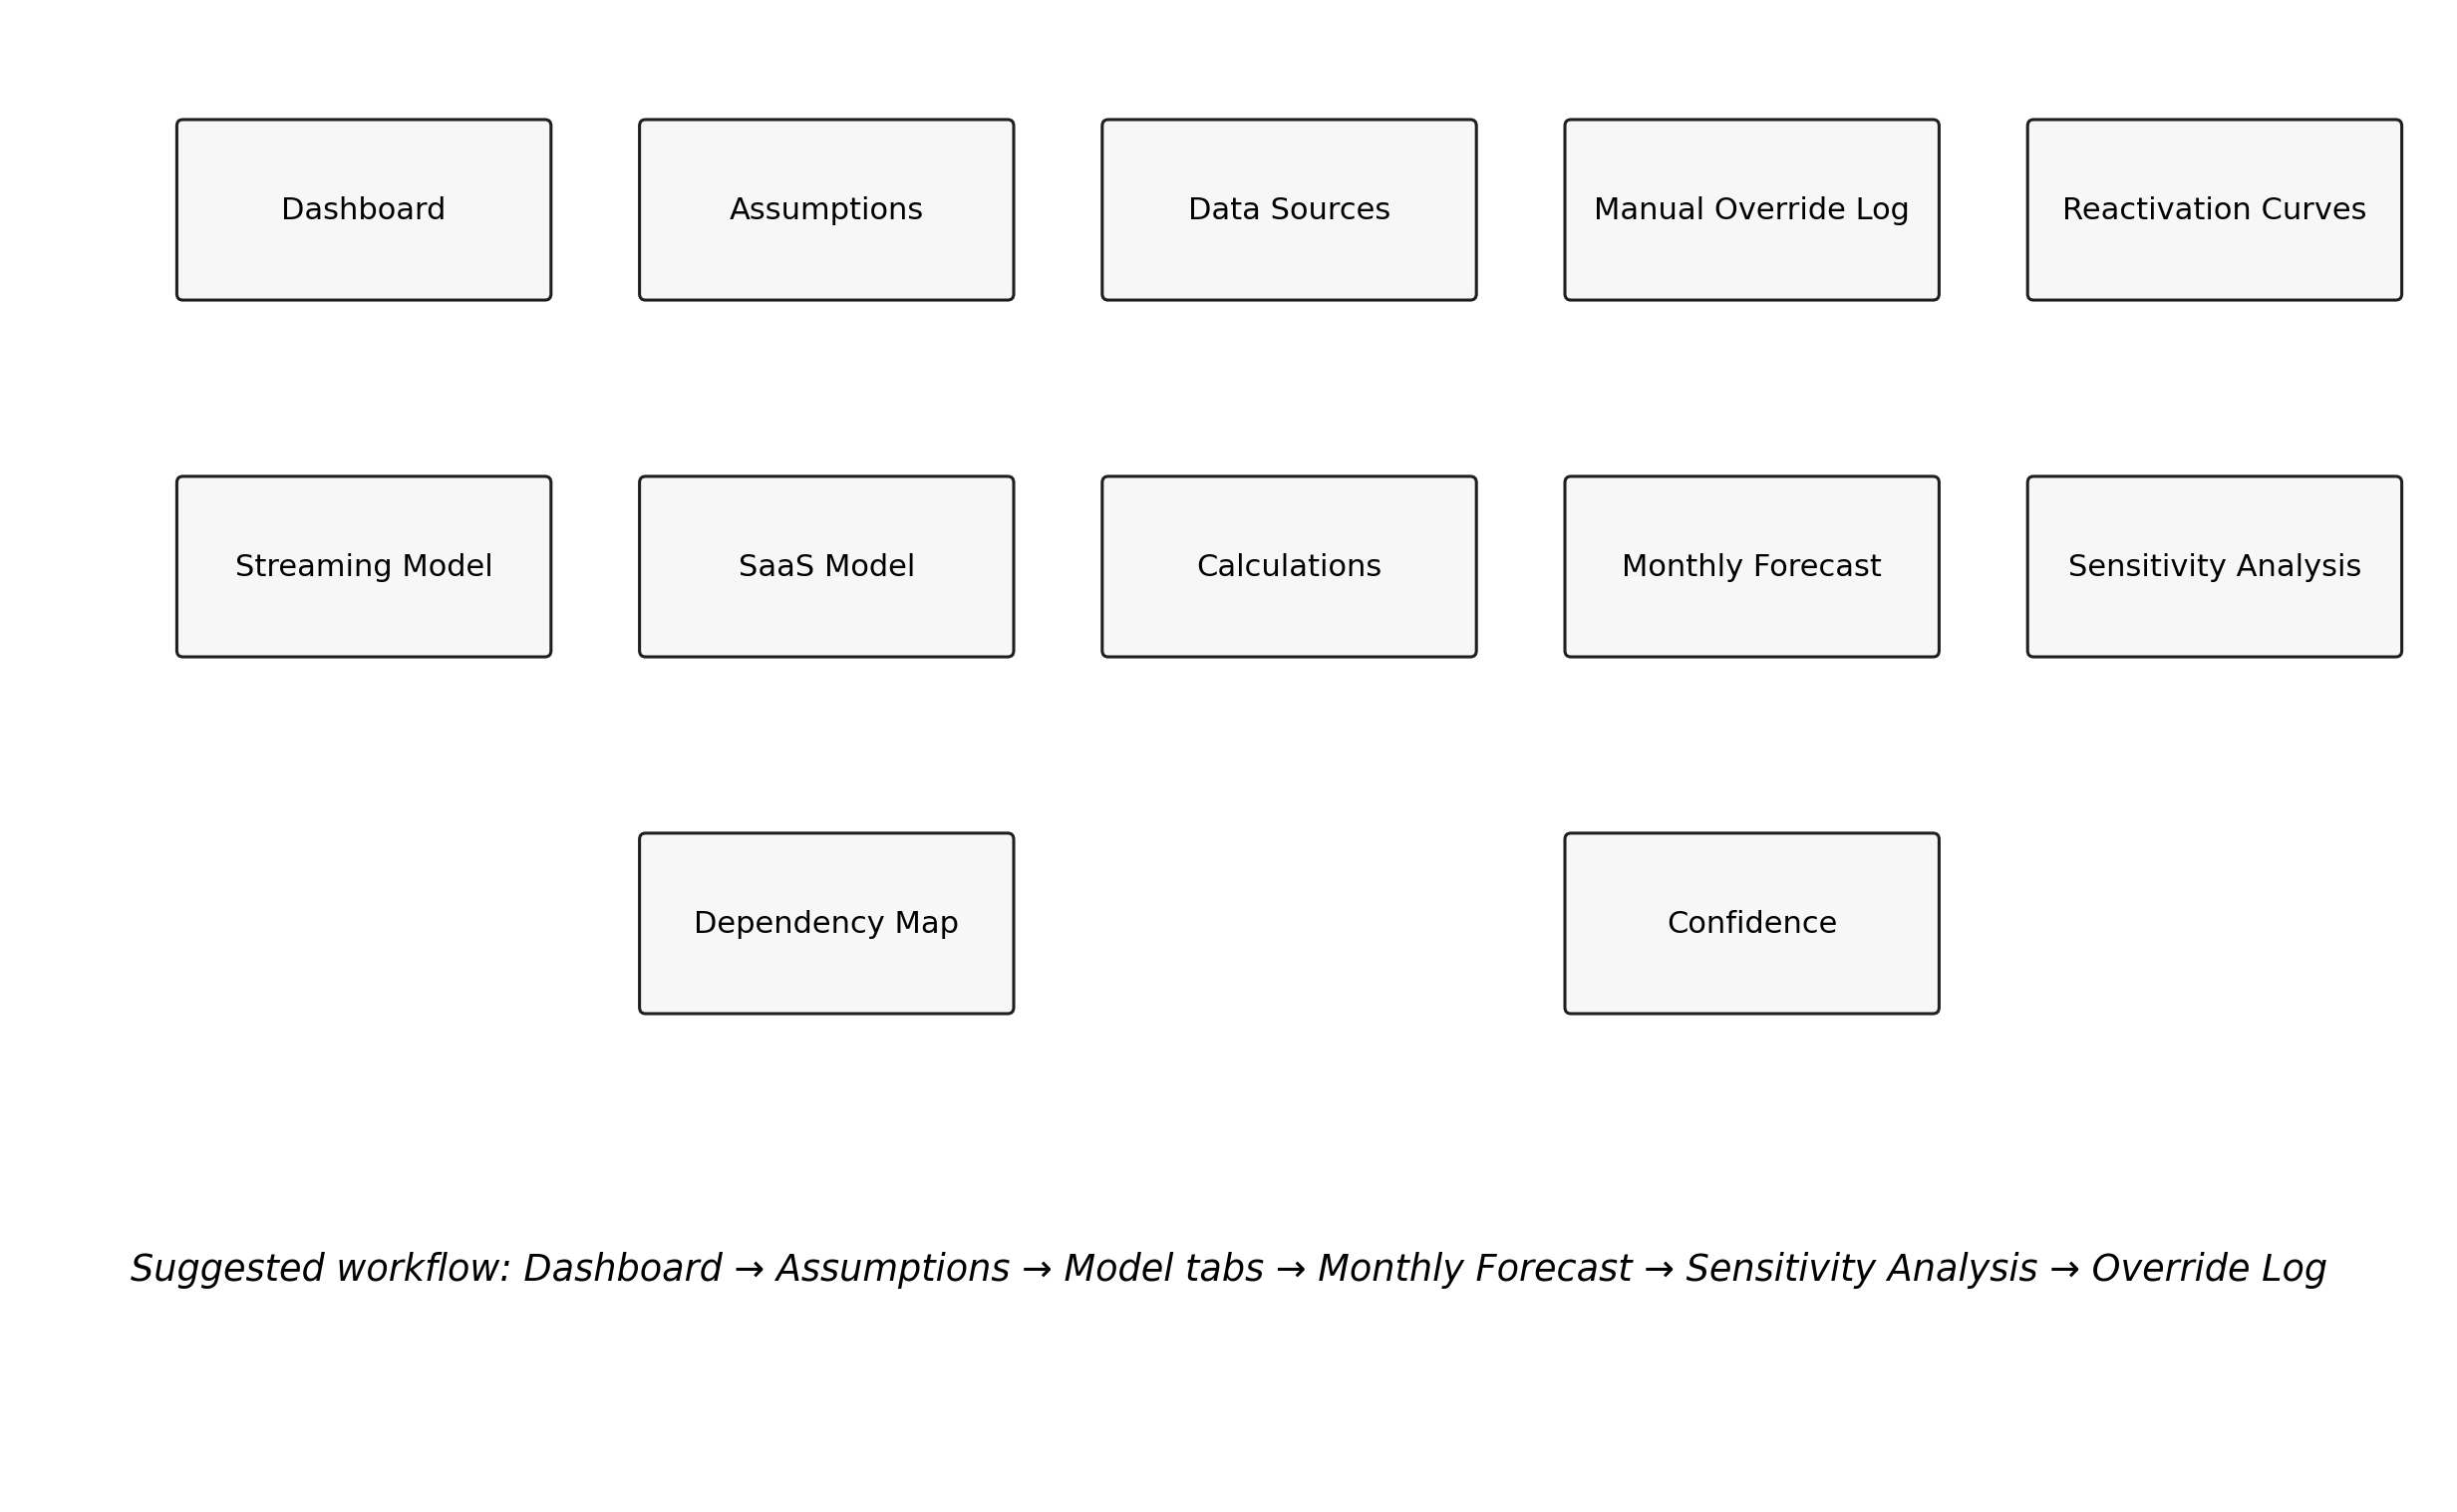 Dashboard
Assumptions
Data Sources
Manual Override Log
Reactivation Curves
Streaming Model
SaaS Model
Calculations
Monthly Forecast
Sensitivity Analysis
Dependency Map
Confidence
Suggested workflow: Dashboard → Assumptions → Model tabs → Monthly Forecast → Sensitivity Analysis → Override Log